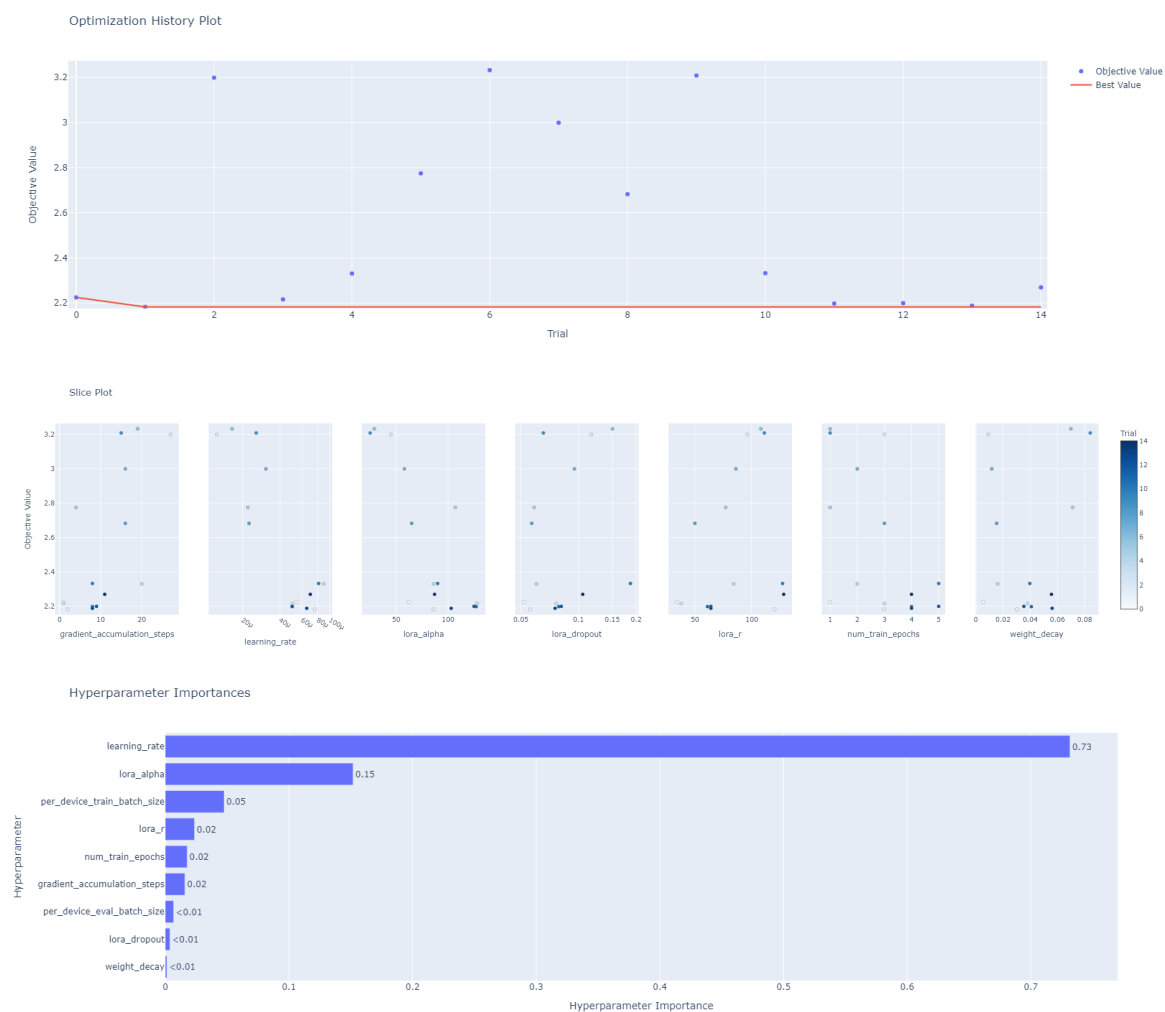 Optimization History Plot
Objective Value
3.2
3
2.8
2.6
2.4
2.2
0
2
4
6
8
10
12
14
Trial
Objective Value
Best Value
Slice Plot
Objective Value
3.2
3
2.8
2.6
2.4
2.2
0 10 20
gradient_accumulation_steps
20μ 40μ 60μ 80μ 100μ
learning_rate
50 100
lora_alpha
0.05 0.1 0.15 0.2
lora_dropout
50 100
lora_r
1 2 3 4 5
num_train_epochs
0 0.02 0.04 0.06 0.08
weight_decay
Trial
14
12
10
8
6
4
2
0
Hyperparameter Importances
Hyperparameter
learning_rate 0.73
lora_alpha 0.15
per_device_train_batch_size 0.05
lora_r 0.02
num_train_epochs 0.02
gradient_accumulation_steps 0.02
per_device_eval_batch_size <0.01
lora_dropout <0.01
weight_decay <0.01
0 0.1 0.2 0.3 0.4 0.5 0.6 0.7
Hyperparameter Importance